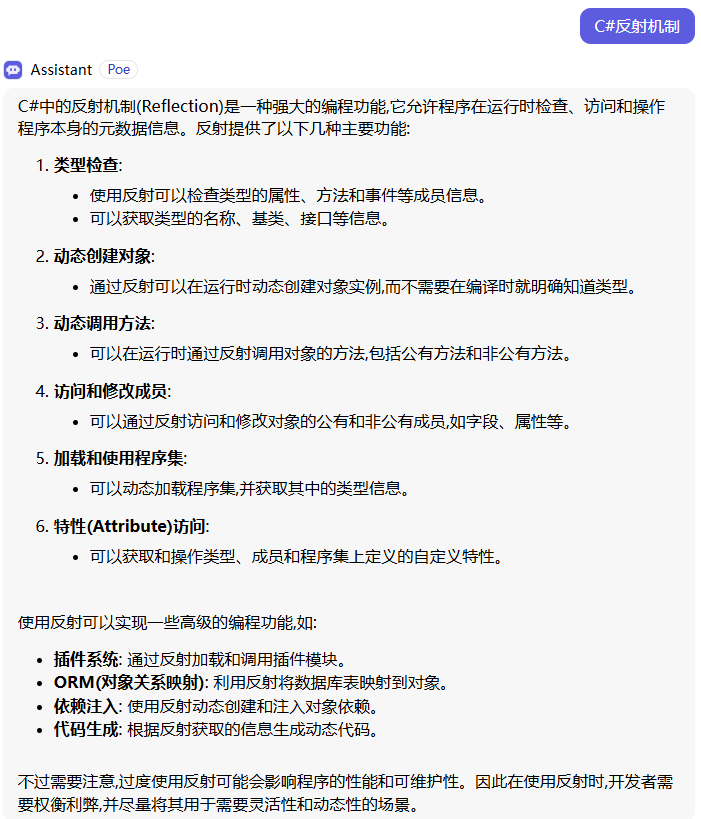 C#反射机制
Assistant Poe
C#中的反射机制(Reflection)是一种强大的编程功能,它允许程序在运行时检查、访问和操作
程序本身的元数据信息。反射提供了以下几种主要功能:
1. 类型检查:
• 使用反射可以检查类型的属性、方法和事件等成员信息。
• 可以获取类型的名称、基类、接口等信息。
2. 动态创建对象:
• 通过反射可以在运行时动态创建对象实例,而不需要在编译时就明确知道类型。
3. 动态调用方法:
• 可以在运行时通过反射调用对象的方法,包括公有方法和非公有方法。
4. 访问和修改成员:
• 可以通过反射访问和修改对象的公有和非公有成员,如字段、属性等。
5. 加载和使用程序集:
• 可以动态加载程序集,并获取其中的类型信息。
6. 特性(Attribute)访问:
• 可以获取和操作类型、成员和程序集上定义的自定义特性。
使用反射可以实现一些高级的编程功能,如:
• 插件系统: 通过反射加载和调用插件模块。
• ORM(对象关系映射): 利用反射将数据库表映射到对象。
• 依赖注入: 使用反射动态创建和注入对象依赖。
• 代码生成: 根据反射获取的信息生成动态代码。
不过需要注意,过度使用反射可能会影响程序的性能和可维护性。因此在使用反射时,开发者需
要权衡利弊,并尽量将其用于需要灵活性和动态性的场景。